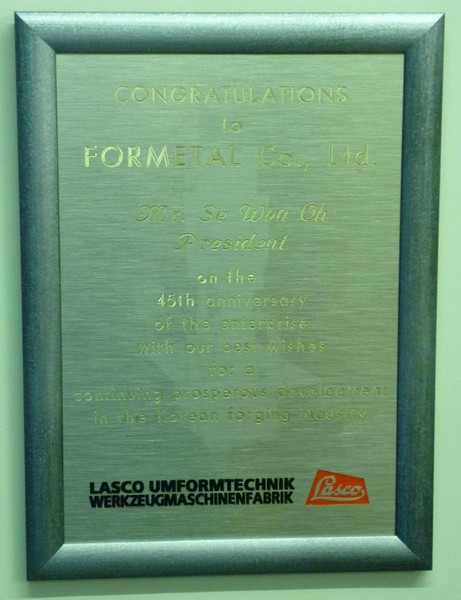 CONGRATULATIONS
to
FORMETAL Co., Ltd.
Mr. Se Won Oh
President
on the
45th anniversary
of the enterprise
with our best wishes
for a
continuing prosperous development
in the Korean forging industry
LASCO UMFORMTECHNIK
WERKZEUGMASCHINENFABRIK
Lasco